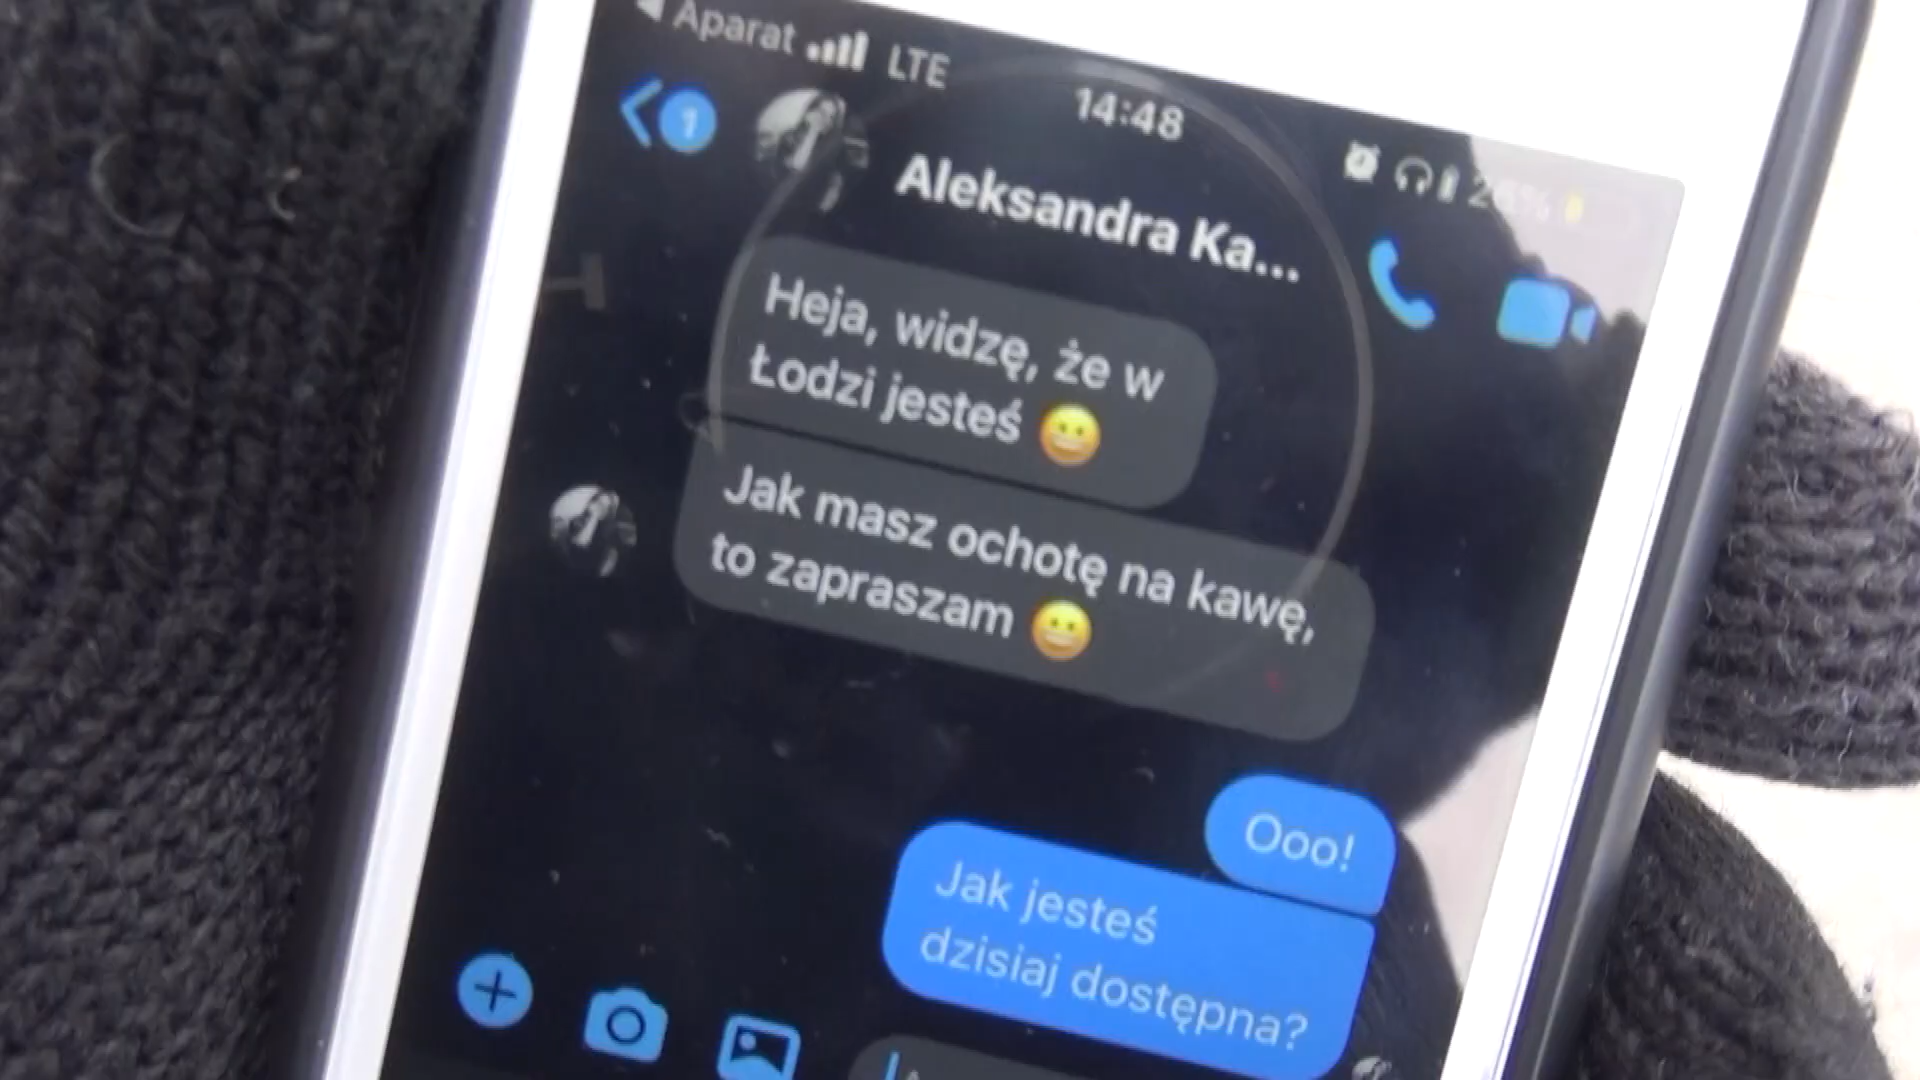 Aparat LTE
14:48
1
Aleksandra Ka...
Heja, widzę, że w
Łodzi jesteś 😀
Jak masz ochotę na kawę,
to zapraszam 😀
Ooo!
Jak jesteś
dzisiaj dostępna?